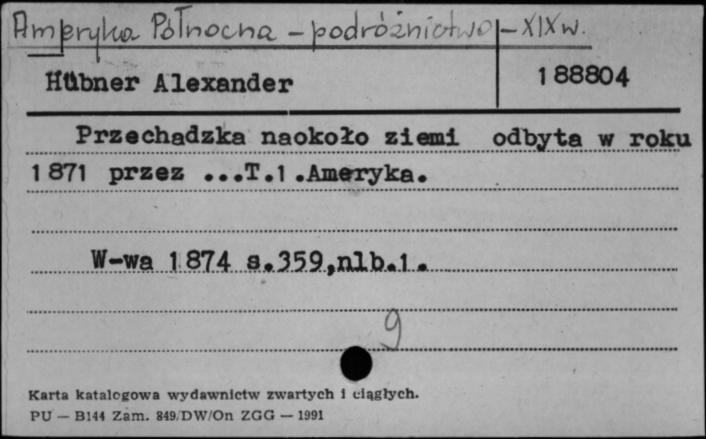 Ameryka Północna - podróżnictwo - XIX w.
Hübner Alexander 188804
Przechadzka naokoło ziemi odbyta w roku
1871 przez ...T.1.Ameryka.
W-wa 1874 s.359,nlb.1.
9
Karta katalogowa wydawnictw zwartych i ciągłych.
PU — B144 Zam. 849/DW/On ZGG — 1991